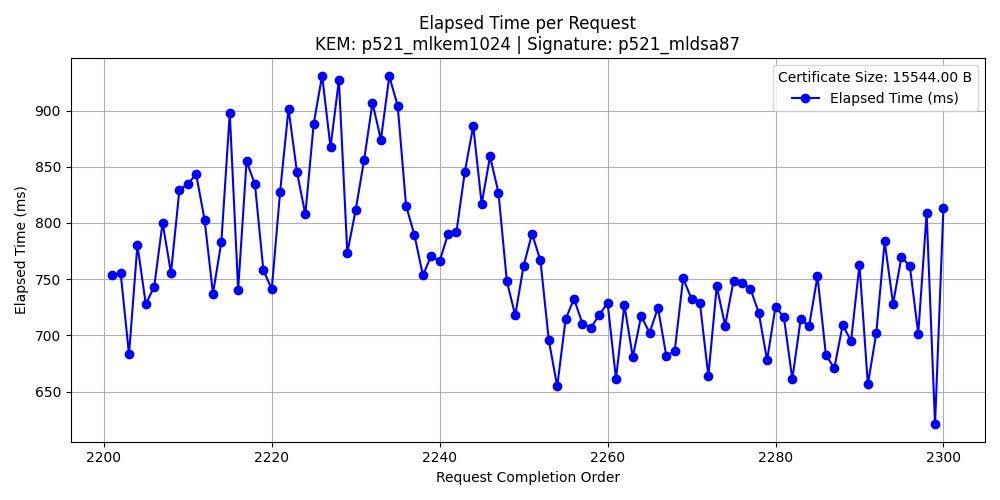 Elapsed Time per Request
KEM: p521_mlkem1024 | Signature: p521_mldsa87
Certificate Size: 15544.00 B
Elapsed Time (ms)
Elapsed Time (ms)
900
850
800
750
700
650
2200
2220
2240
2260
2280
2300
Request Completion Order